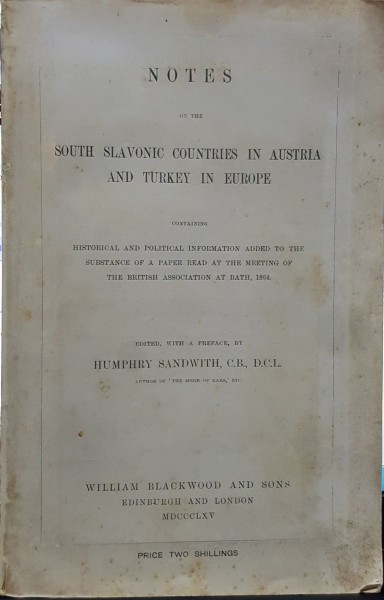 NOTES
ON THE
SOUTH SLAVONIC COUNTRIES IN AUSTRIA
AND TURKEY IN EUROPE
CONTAINING
HISTORICAL AND POLITICAL INFORMATION ADDED TO THE
SUBSTANCE OF A PAPER READ AT THE MEETING OF
THE BRITISH ASSOCIATION AT BATH, 1864.
EDITED, WITH A PREFACE, BY
HUMPHRY SANDWITH, C.B., D.C.L.
AUTHOR OF 'THE SIEGE OF KARS,' ETC.
WILLIAM BLACKWOOD AND SONS
EDINBURGH AND LONDON
MDCCCLXV
PRICE TWO SHILLINGS